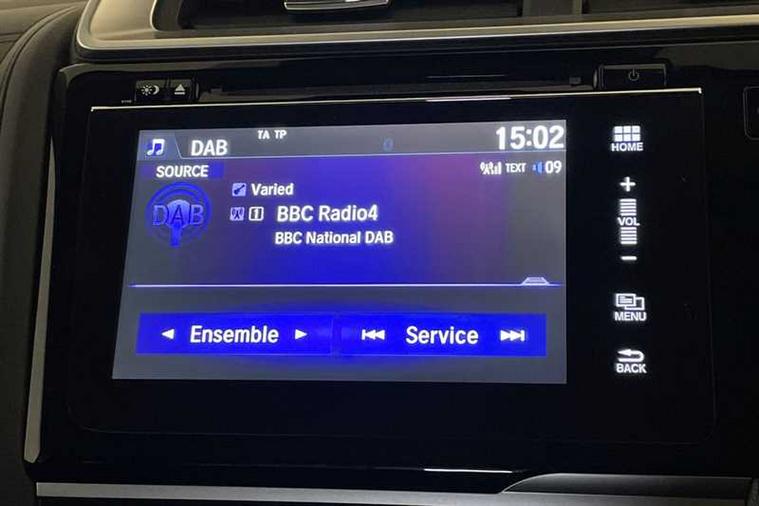 DAB
TA TP
15:02
HOME
SOURCE
TEXT 09
Varied
DAB
1 BBC Radio4
BBC National DAB
VOL
MENU
Ensemble
Service
BACK